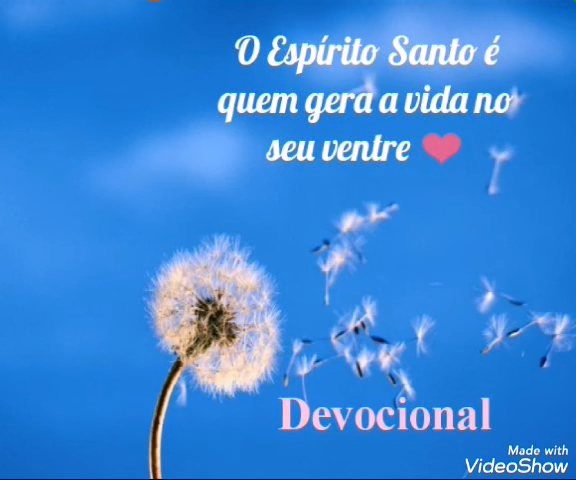 O Espírito Santo é
quem gera a vida no
seu ventre ❤
Devocional
Made with
VideoShow